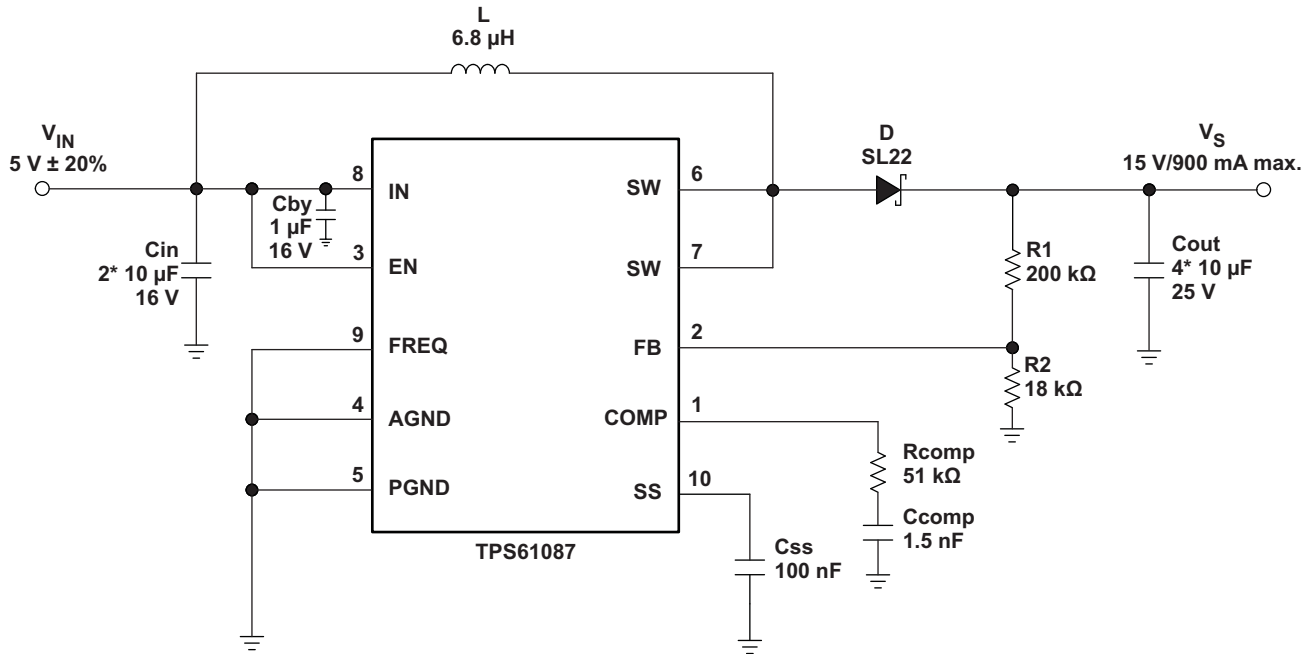 L
6.8 µH
V_IN
5 V ± 20%
D
SL22
V_S
15 V/900 mA max.
8
IN
SW
6
Cby
1 µF
16 V
Cin
2* 10 µF
16 V
3
EN
SW
7
R1
200 kΩ
Cout
4* 10 µF
25 V
9
FREQ
FB
2
R2
18 kΩ
4
AGND
COMP
1
Rcomp
51 kΩ
5
PGND
SS
10
Ccomp
1.5 nF
TPS61087
Css
100 nF